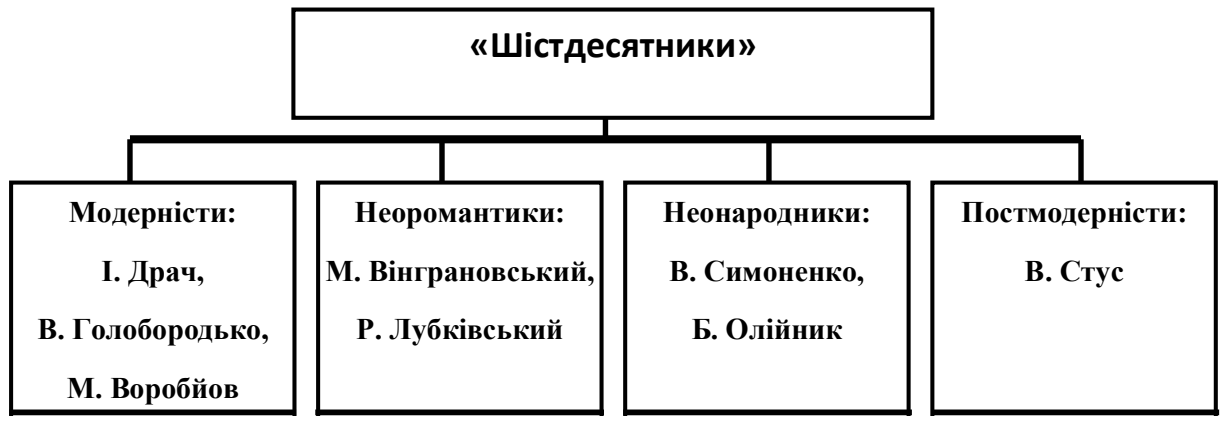 «Шістдесятники»
Модерністи:
І. Драч,
В. Голобородько,
М. Воробйов
Неоромантики:
М. Вінграновський,
Р. Лубківський
Неонародники:
В. Симоненко,
Б. Олійник
Постмодерністи:
В. Стус